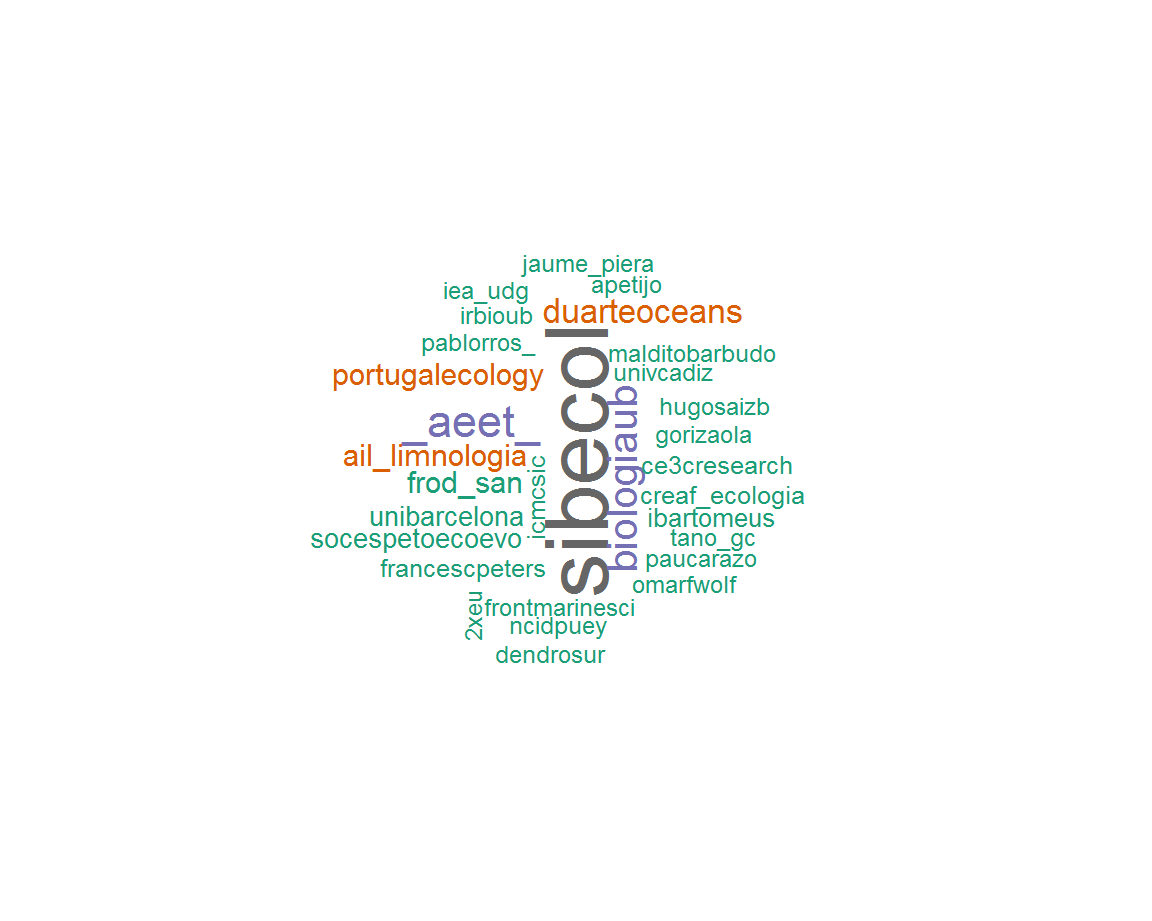 jaume_piera
apetijo
iea_udg
duarteoceans
irbioub
pablorros_
malditobarbudo
univcadiz
portugalecology
sibecol
biologiaub
hugosaizb
_aeet_
gorizaola
ail_limnologia
ce3cresearch
frod_san
icmcsic
creaf_ecologia
unibarcelona
ibartomeus
socespetoecoevo
tano_gc
francescpeters
paucarazo
omarfwolf
2xeu
frontmarinesci
ncidpuey
dendrosur